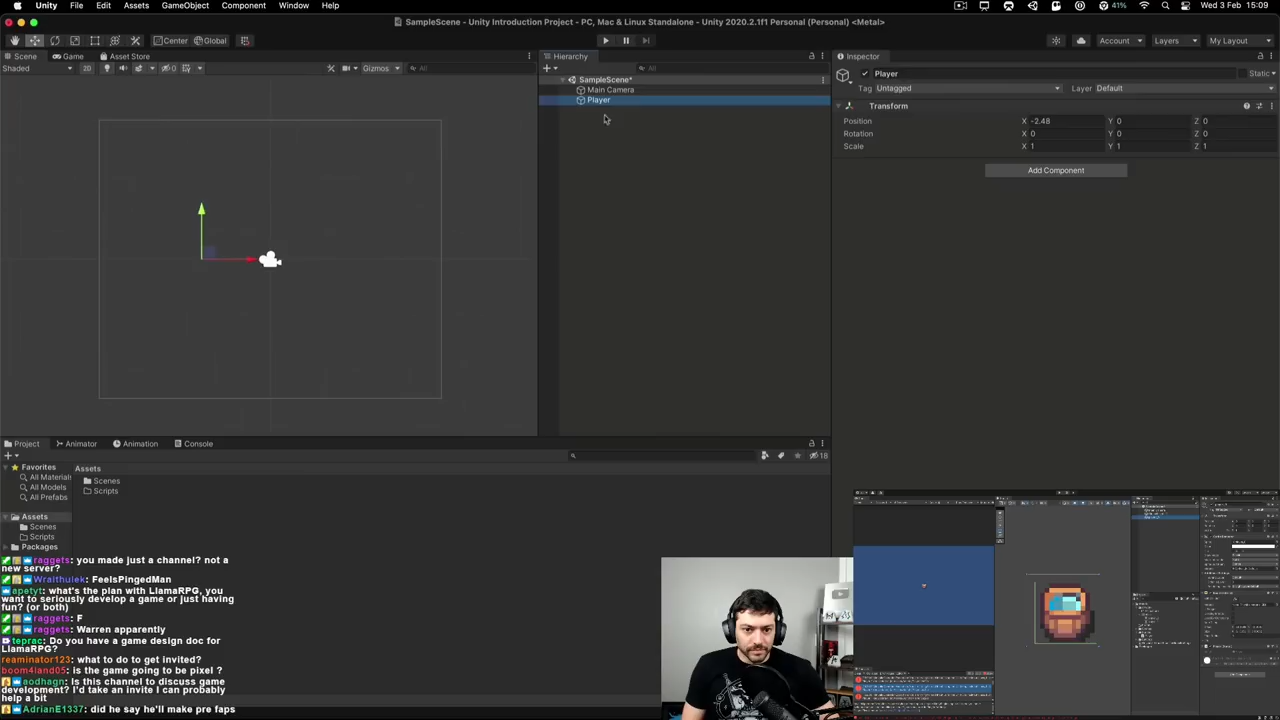 Unity File Edit Assets GameObject Component Window Help
41%
Wed 3 Feb 15:09
SampleScene - Unity Introduction Project - PC, Mac & Linux Standalone - Unity 2020.2.1f1 Personal (Personal) <Metal>
Center Global
Account Layers My Layout
Scene Game Asset Store
Shaded 2D 0 Gizmos All
Hierarchy
All
SampleScene*
Main Camera
Player
Inspector
Player Static
Tag Untagged Layer Default
Transform
Position X -2.48 Y 0 Z 0
Rotation X 0 Y 0 Z 0
Scale X 1 Y 1 Z 1
Add Component
Project Animator Animation Console
18
Favorites
All Materials
All Models
All Prefabs
Assets
Scenes
Scripts
Packages
Assets
Scenes
Scripts
raggets: you made just a channel? not a
new server?
Wraithulek: FeelsPingedMan
apetyt: what's the plan with LlamaRPG, you
want to seriously develop a game or just having
fun? (or both)
raggets: F
raggets: Warren apparently
teprac: Do you have a game design doc for
LlamaRPG?
reaminator123: what to do to get invited?
boom4land05: is the game going to be pixel ?
aodhagn: is this channel to discuss game
development? I'd take an invite I can probably
help a bit
AdrianE1337: did he say he'll make pre raps